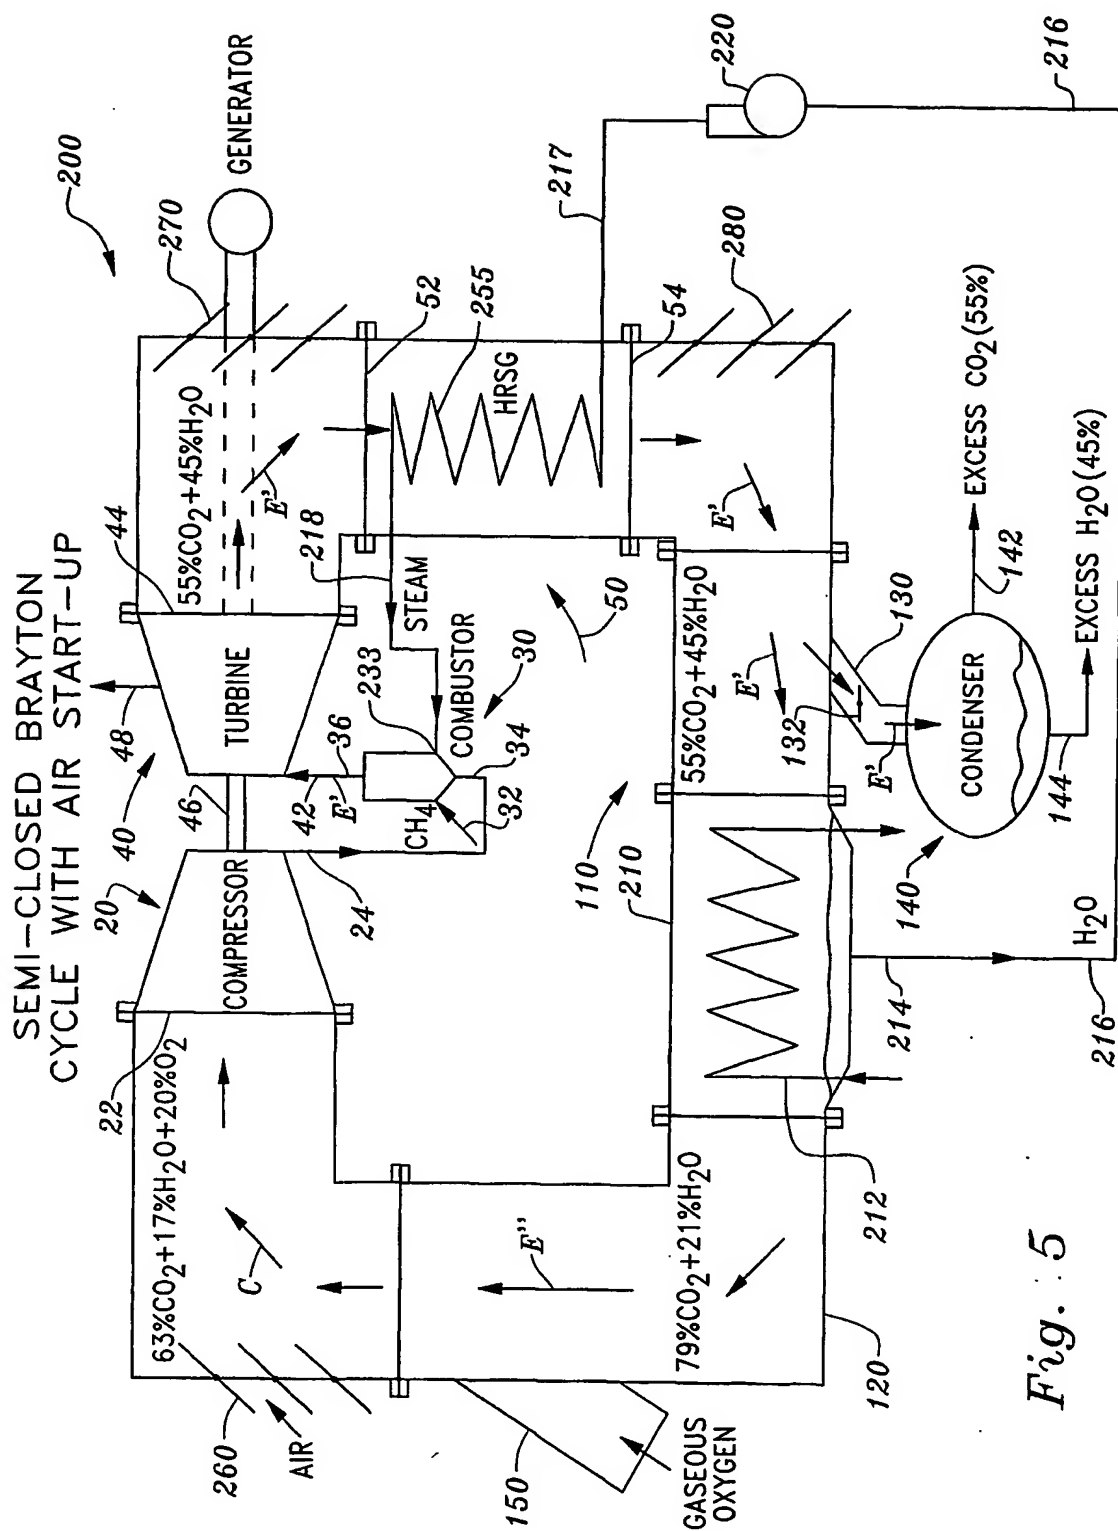 SEMI-CLOSED BRAYTON
CYCLE WITH AIR START-UP
200
GENERATOR
270
48
40
44
55%CO2+45%H2O
E'
TURBINE
46
20
COMPRESSOR
22
63%CO2+17%H2O+20%O2
C
260
AIR
24
42
E'
36
CH4
32
34
233
COMBUSTOR
30
218
STEAM
52
255
HRSG
217
220
216
54
280
50
E'
110
210
55%CO2+45%H2O
E'
132
130
E'
CONDENSER
140
142
EXCESS CO2(55%)
144
EXCESS H2O(45%)
E"
79%CO2+21%H2O
150
GASEOUS
OXYGEN
120
212
214
H2O
216
Fig. 5